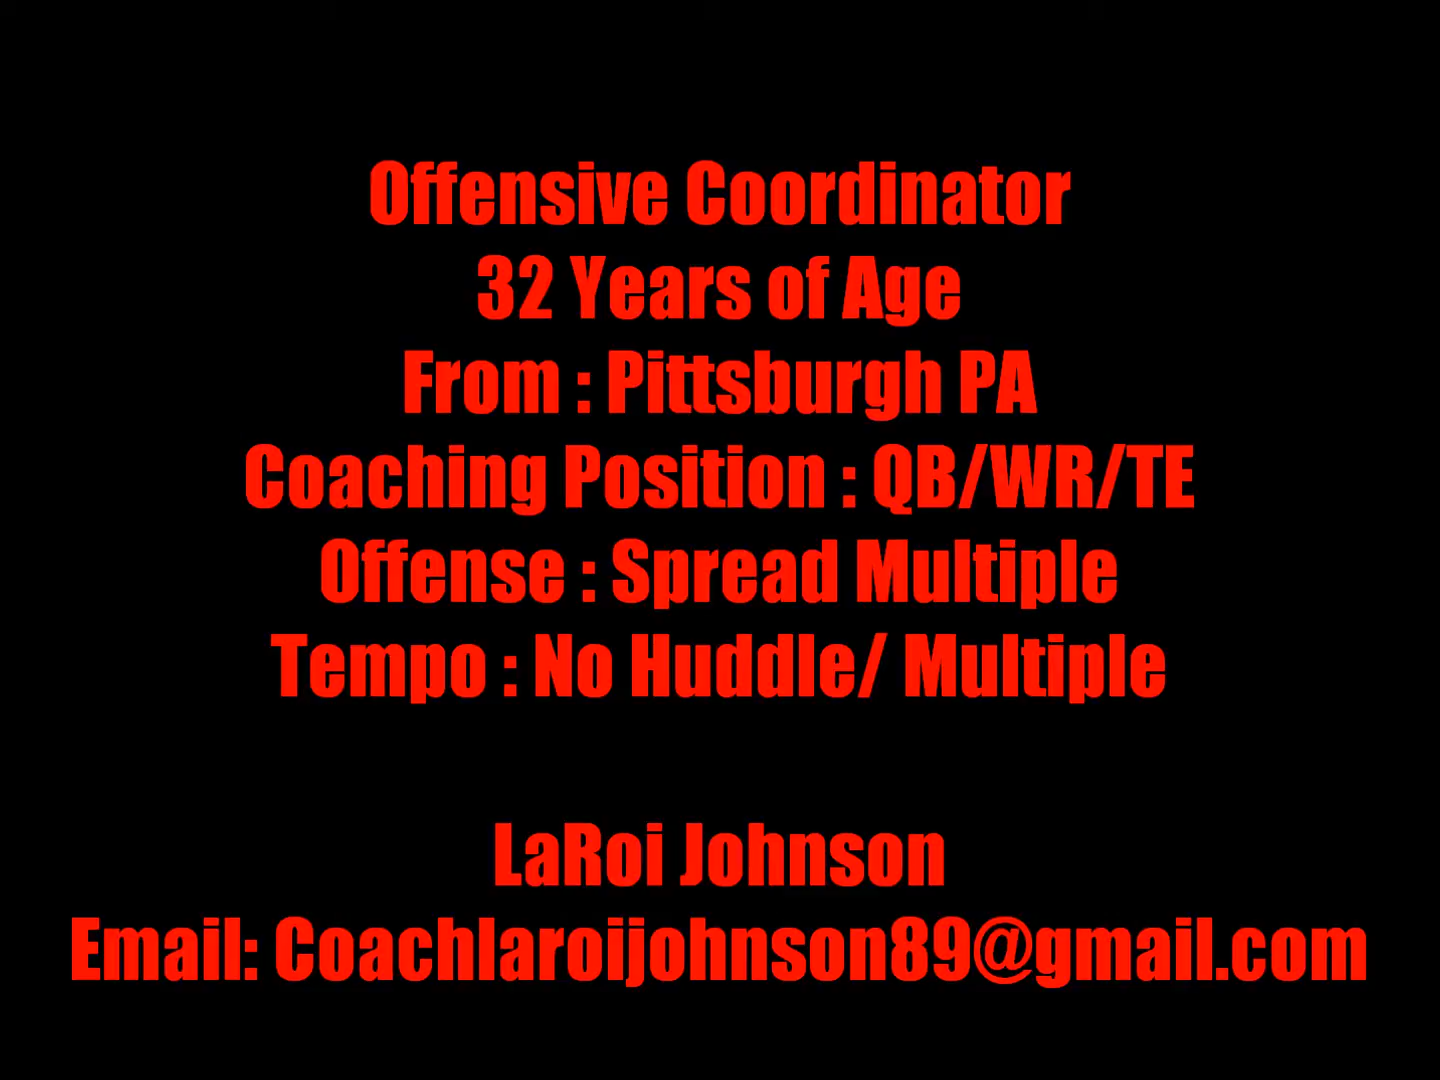 Offensive Coordinator
32 Years of Age
From : Pittsburgh PA
Coaching Position : QB/WR/TE
Offense : Spread Multiple
Tempo : No Huddle/ Multiple
LaRoi Johnson
Email: Coachlaroijohnson89@gmail.com